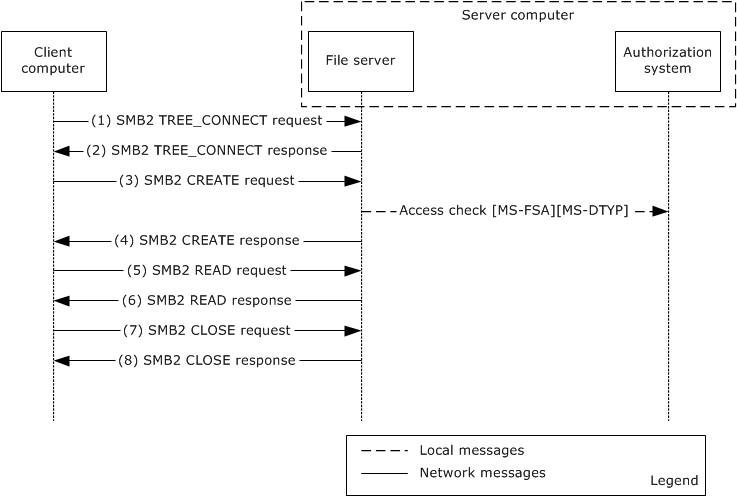 Server computer
Client
computer
File server
Authorization
system
(1) SMB2 TREE_CONNECT request
(2) SMB2 TREE_CONNECT response
(3) SMB2 CREATE request
Access check [MS-FSA][MS-DTYP]
(4) SMB2 CREATE response
(5) SMB2 READ request
(6) SMB2 READ response
(7) SMB2 CLOSE request
(8) SMB2 CLOSE response
Local messages
Network messages
Legend